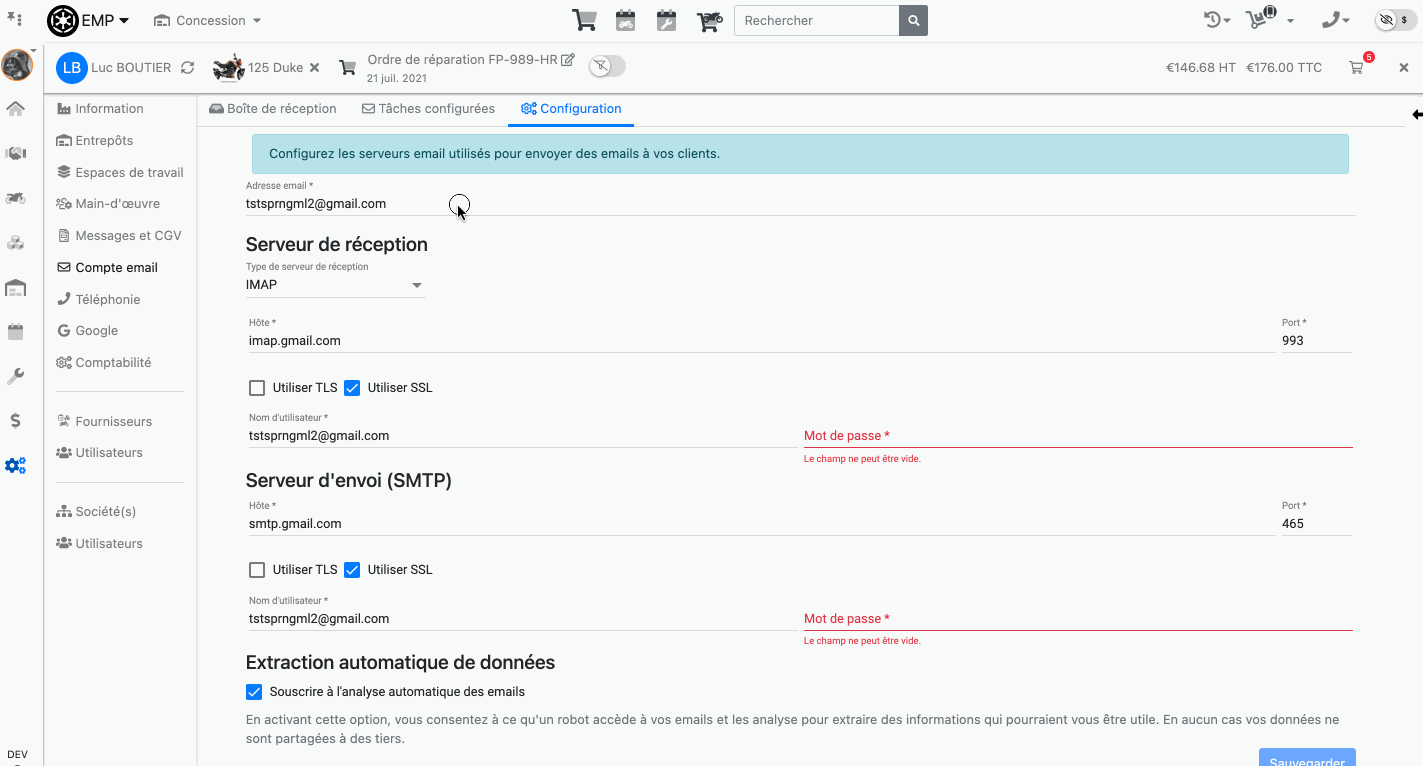 EMP
Concession
Rechercher
$
LB
Luc BOUTIER
125 Duke
Ordre de réparation FP-989-HR
21 juil. 2021
€146.68 HT
€176.00 TTC
5
Information
Entrepôts
Espaces de travail
Main-d'œuvre
Messages et CGV
Compte email
Téléphonie
Google
Comptabilité
Fournisseurs
Utilisateurs
Société(s)
Utilisateurs
DEV
Boîte de réception
Tâches configurées
Configuration
Configurez les serveurs email utilisés pour envoyer des emails à vos clients.
Adresse email *
tstsprngml2@gmail.com
Serveur de réception
Type de serveur de réception
IMAP
Hôte *
Port *
imap.gmail.com
993
Utiliser TLS
Utiliser SSL
Nom d'utilisateur *
tstsprngml2@gmail.com
Mot de passe *
Le champ ne peut être vide.
Serveur d'envoi (SMTP)
Hôte *
Port *
smtp.gmail.com
465
Utiliser TLS
Utiliser SSL
Nom d'utilisateur *
tstsprngml2@gmail.com
Mot de passe *
Le champ ne peut être vide.
Extraction automatique de données
Souscrire à l'analyse automatique des emails
En activant cette option, vous consentez à ce qu'un robot accède à vos emails et les analyse pour extraire des informations qui pourraient vous être utile. En aucun cas vos données ne
sont partagées à des tiers.
Sauvegarder